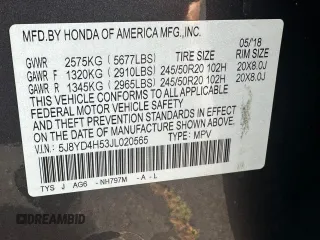 MFD.BY HONDA OF AMERICA MFG.,INC.
05/18
TIRE SIZE RIM SIZE
GVWR 2575KG (5677LBS)
GAWR F 1320KG (2910LBS) 245/50R20 102H 20X8.0J
GAWR R 1345KG (2965LBS) 245/50R20 102H 20X8.0J
THIS VEHICLE CONFORMS TO ALL APPLICABLE
FEDERAL MOTOR VEHICLE SAFETY STANDARDS
IN EFFECT ON THE DATE OF MANUFACTURE
SHOWN ABOVE.
V.I.N.: 5J8YD4H53JL020565 TYPE: MPV
TYS J AG6 -NH797M -A-L
DREAMBID